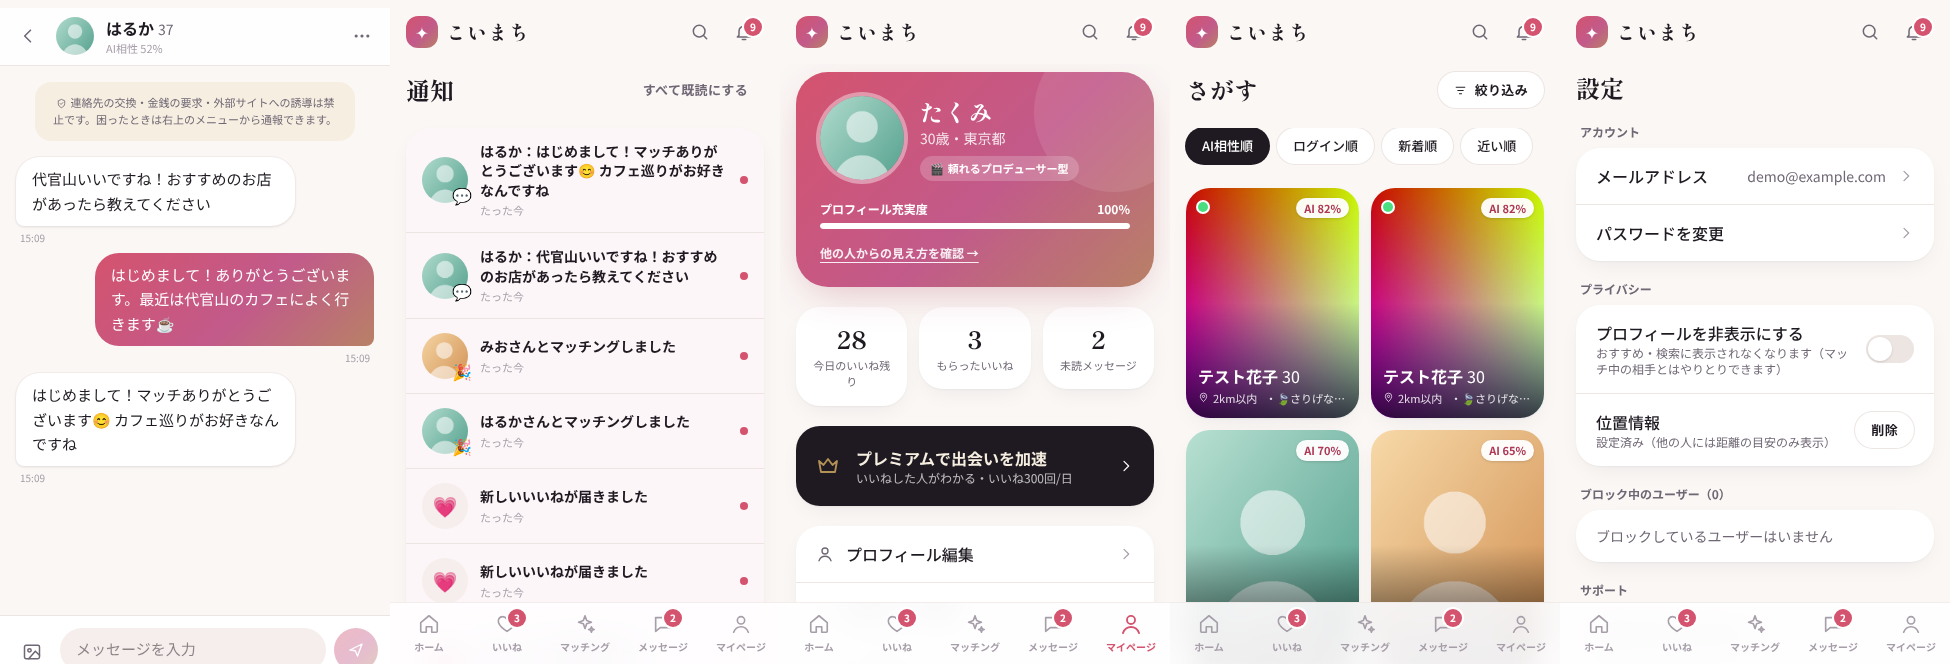 はるか 37
AI相性 52%
連絡先の交換・金銭の要求・外部サイトへの誘導は禁
止です。困ったときは右上のメニューから通報できます。
代官山いいですね！おすすめのお店
があったら教えてください
15:09
はじめまして！ありがとうございま
す。最近は代官山のカフェによく行
きます☕
15:09
はじめまして！マッチありがとうご
ざいます😊 カフェ巡りがお好きなん
ですね
15:09
メッセージを入力
こいまち
9
通知
すべて既読にする
はるか：はじめまして！マッチありが
とうございます😊 カフェ巡りがお好き
なんですね
たった今
はるか：代官山いいですね！おすすめ
のお店があったら教えてください
たった今
みおさんとマッチングしました
たった今
はるかさんとマッチングしました
たった今
新しいいいねが届きました
たった今
新しいいいねが届きました
たった今
ホーム
3
いいね
マッチング
2
メッセージ
マイページ
こいまち
9
たくみ
30歳・東京都
🎬 頼れるプロデューサー型
プロフィール充実度
100%
他の人からの見え方を確認 →
28
今日のいいね残
り
3
もらったいいね
2
未読メッセージ
プレミアムで出会いを加速
いいねした人がわかる・いいね300回/日
プロフィール編集
ホーム
3
いいね
マッチング
2
メッセージ
マイページ
こいまち
9
さがす
絞り込み
AI相性順
ログイン順
新着順
近い順
AI 82%
テスト花子 30
2km以内 ・🍃さりげな…
AI 82%
テスト花子 30
2km以内 ・🍃さりげな…
AI 70%
AI 65%
ホーム
3
いいね
マッチング
2
メッセージ
マイページ
こいまち
9
設定
アカウント
メールアドレス
demo@example.com
パスワードを変更
プライバシー
プロフィールを非表示にする
おすすめ・検索に表示されなくなります（マッ
チ中の相手とはやりとりできます）
位置情報
設定済み（他の人には距離の目安のみ表示）
削除
ブロック中のユーザー（0）
ブロックしているユーザーはいません
サポート
ホーム
3
いいね
マッチング
2
メッセージ
マイページ